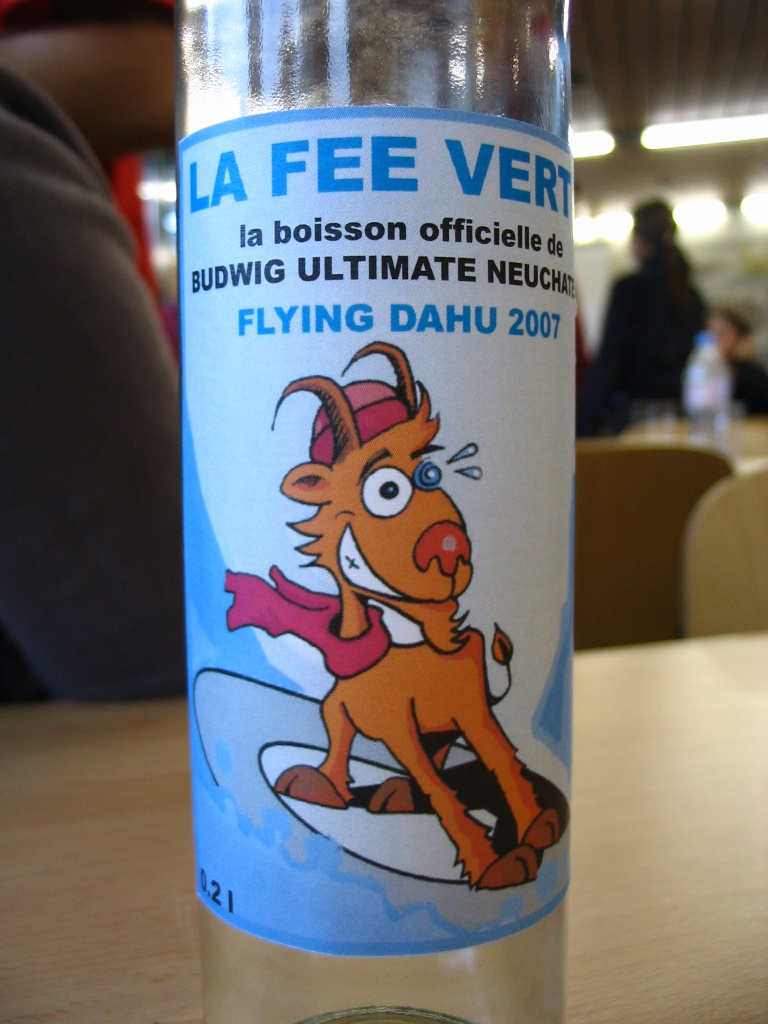 LA FEE VERT
la boisson officielle de
BUDWIG ULTIMATE NEUCHATE
FLYING DAHU 2007
0.2 l